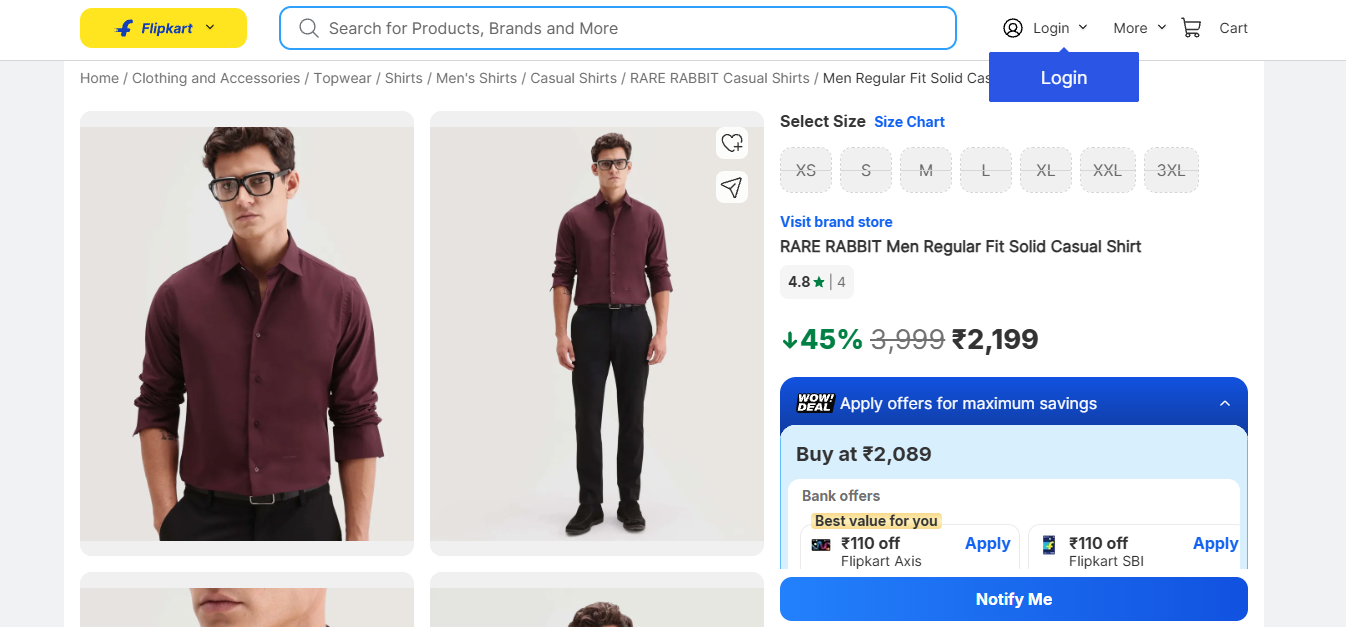 Flipkart
Search for Products, Brands and More
Login
More
Cart
Login
Home / Clothing and Accessories / Topwear / Shirts / Men's Shirts / Casual Shirts / RARE RABBIT Casual Shirts / Men Regular Fit Solid Cas
Select Size Size Chart
XS S M L XL XXL 3XL
Visit brand store
RARE RABBIT Men Regular Fit Solid Casual Shirt
4.8 ★ | 4
↓45% 3,999 ₹2,199
WOW! DEAL Apply offers for maximum savings
Buy at ₹2,089
Bank offers
Best value for you
₹110 off Apply ₹110 off Apply
Flipkart Axis Flipkart SBI
Notify Me